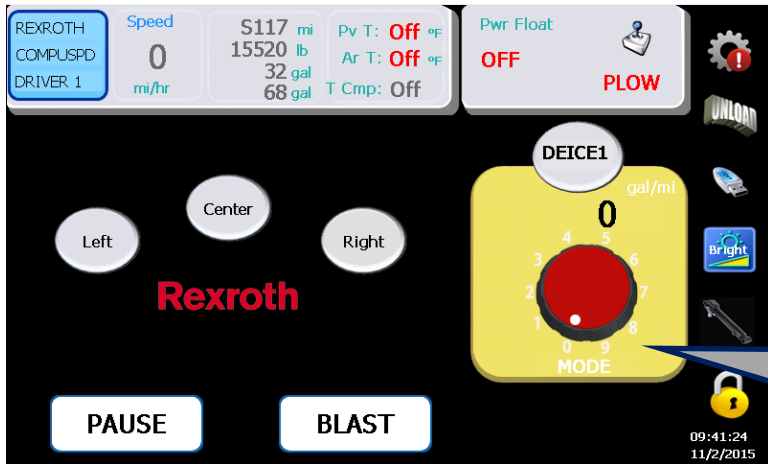 REXROTH
COMPUSPD
DRIVER 1
Speed
0
mi/hr
S117 mi
15520 lb
32 gal
68 gal
Pv T: Off °F
Ar T: Off °F
T Cmp: Off
Pwr Float
OFF
PLOW
UNLOAD
DEICE1
gal/mi
0
Left
Center
Right
Rexroth
0 1 2 3 4 5 6 7 8 9
MODE
Bright
PAUSE
BLAST
09:41:24
11/2/2015